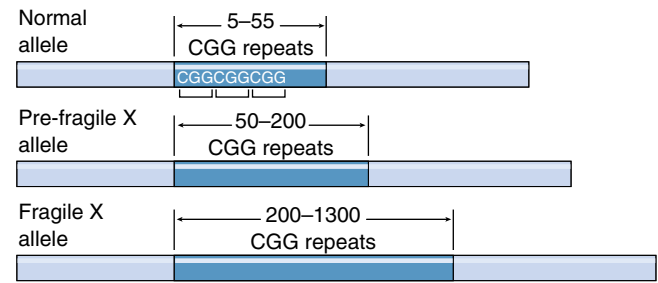 Normal
allele
5–55
CGG repeats
CGGCGGCGG
Pre-fragile X
allele
50–200
CGG repeats
Fragile X
allele
200–1300
CGG repeats